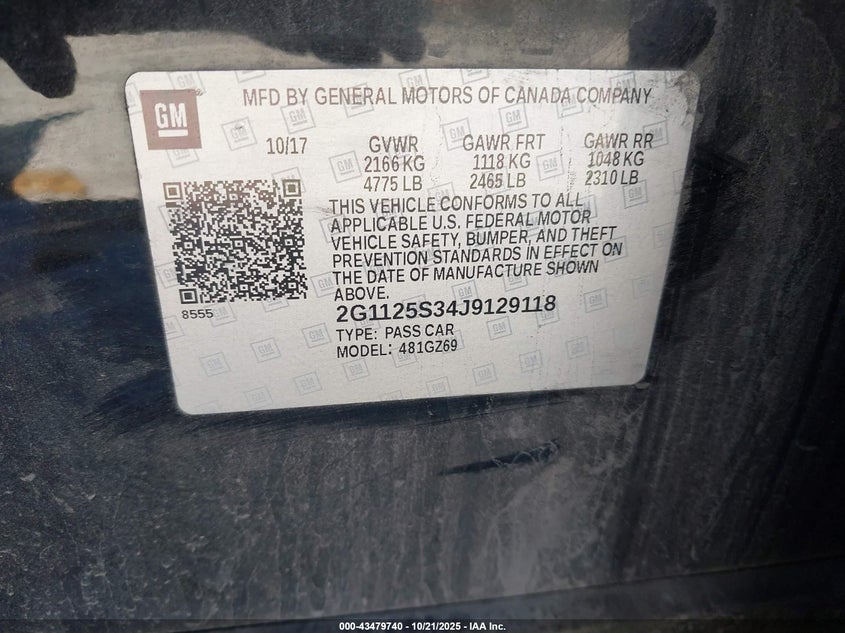 GM
MFD BY GENERAL MOTORS OF CANADA COMPANY
10/17 GVWR GAWR FRT GAWR RR
2166 KG 1118 KG 1048 KG
4775 LB 2465 LB 2310 LB
THIS VEHICLE CONFORMS TO ALL
APPLICABLE U.S. FEDERAL MOTOR
VEHICLE SAFETY, BUMPER, AND THEFT
PREVENTION STANDARDS IN EFFECT ON
THE DATE OF MANUFACTURE SHOWN
ABOVE.
8555
2G1125S34J9129118
TYPE: PASS CAR
MODEL: 481GZ69
000-43479740 - 10/21/2025 - IAA Inc.